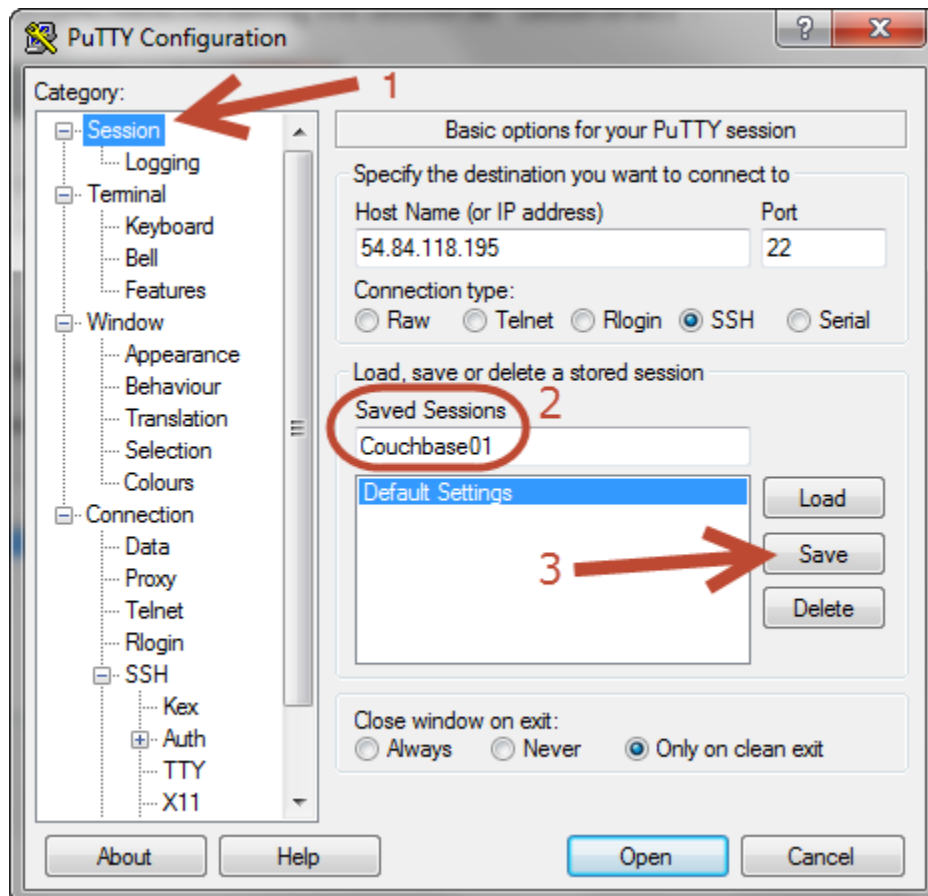 PuTTY Configuration
Category:
1
Session
Logging
Terminal
Keyboard
Bell
Features
Window
Appearance
Behaviour
Translation
Selection
Colours
Connection
Data
Proxy
Telnet
Rlogin
SSH
Kex
Auth
TTY
X11
Basic options for your PuTTY session
Specify the destination you want to connect to
Host Name (or IP address) Port
54.84.118.195 22
Connection type:
Raw Telnet Rlogin SSH Serial
Load, save or delete a stored session
Saved Sessions 2
Couchbase01
Default Settings
Load
3 Save
Delete
Close window on exit:
Always Never Only on clean exit
About Help Open Cancel